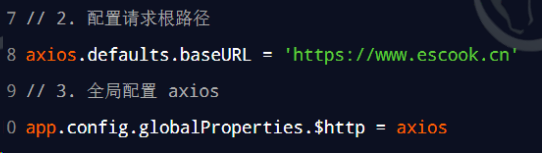 7 // 2. 配置请求根路径
8 axios.defaults.baseURL = 'https://www.escook.cn'
9 // 3. 全局配置 axios
0 app.config.globalProperties.$http = axios